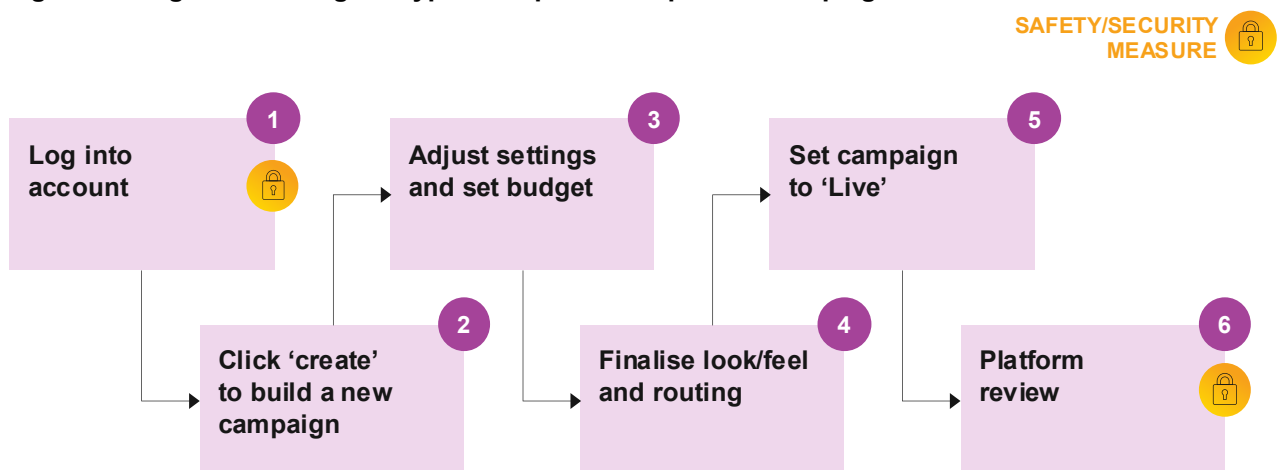 SAFETY/SECURITY
MEASURE
1
Log into
account
2
Click ‘create’
to build a new
campaign
3
Adjust settings
and set budget
4
Finalise look/feel
and routing
5
Set campaign
to ‘Live’
6
Platform
review